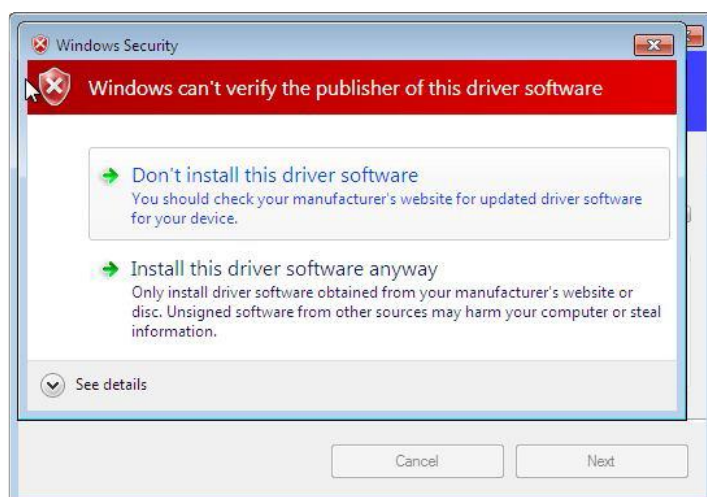 Windows Security
Windows can't verify the publisher of this driver software
Don't install this driver software
You should check your manufacturer's website for updated driver software
for your device.
Install this driver software anyway
Only install driver software obtained from your manufacturer's website or
disc. Unsigned software from other sources may harm your computer or steal
information.
See details
Cancel
Next